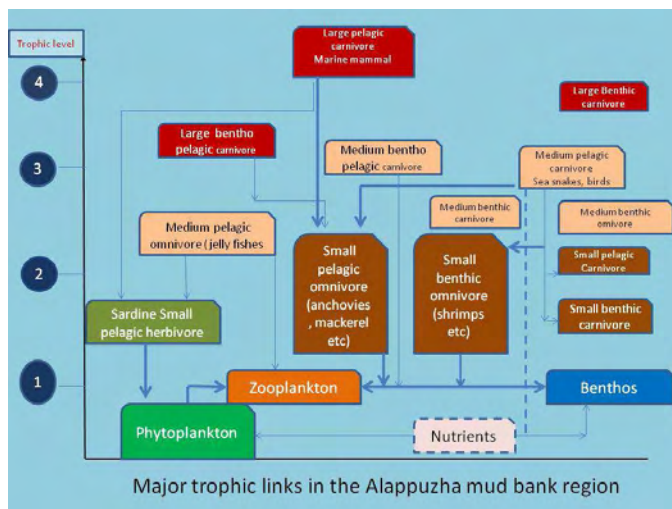 Trophic level
4
3
2
1
Large pelagic
carnivore
Marine mammal
Large Benthic
carnivore
Large bentho
pelagic carnivore
Medium bentho
pelagic carnivore
Medium pelagic
carnivore
Sea snakes, birds
Medium pelagic
omnivore (jelly fishes
Medium benthic
carnivore
Medium benthic
omivore
Small
pelagic
omnivore
(anchovies
, mackerel
etc)
Small
benthic
omnivore
(shrimps
etc)
Small pelagic
Carnivore
Small benthic
carnivore
Sardine Small
pelagic herbivore
Zooplankton
Benthos
Phytoplankton
Nutrients
Major trophic links in the Alappuzha mud bank region